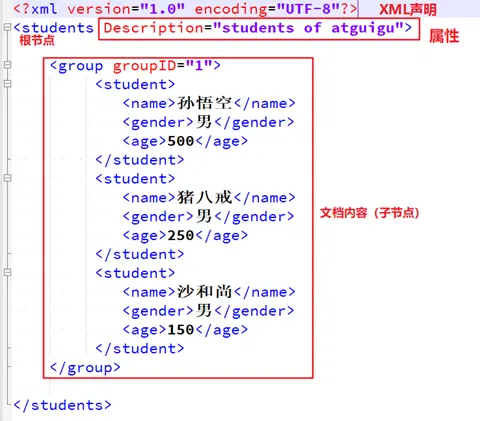 <?xml version="1.0" encoding="UTF-8"?> XML声明
<students Description="students of atguigu"> 属性
根节点
<group groupID="1">
<student>
<name>孙悟空</name>
<gender>男</gender>
<age>500</age>
</student>
<student>
<name>猪八戒</name>
<gender>男</gender>
<age>250</age>
</student>
文档内容（子节点）
<student>
<name>沙和尚</name>
<gender>男</gender>
<age>150</age>
</student>
</group>
</students>